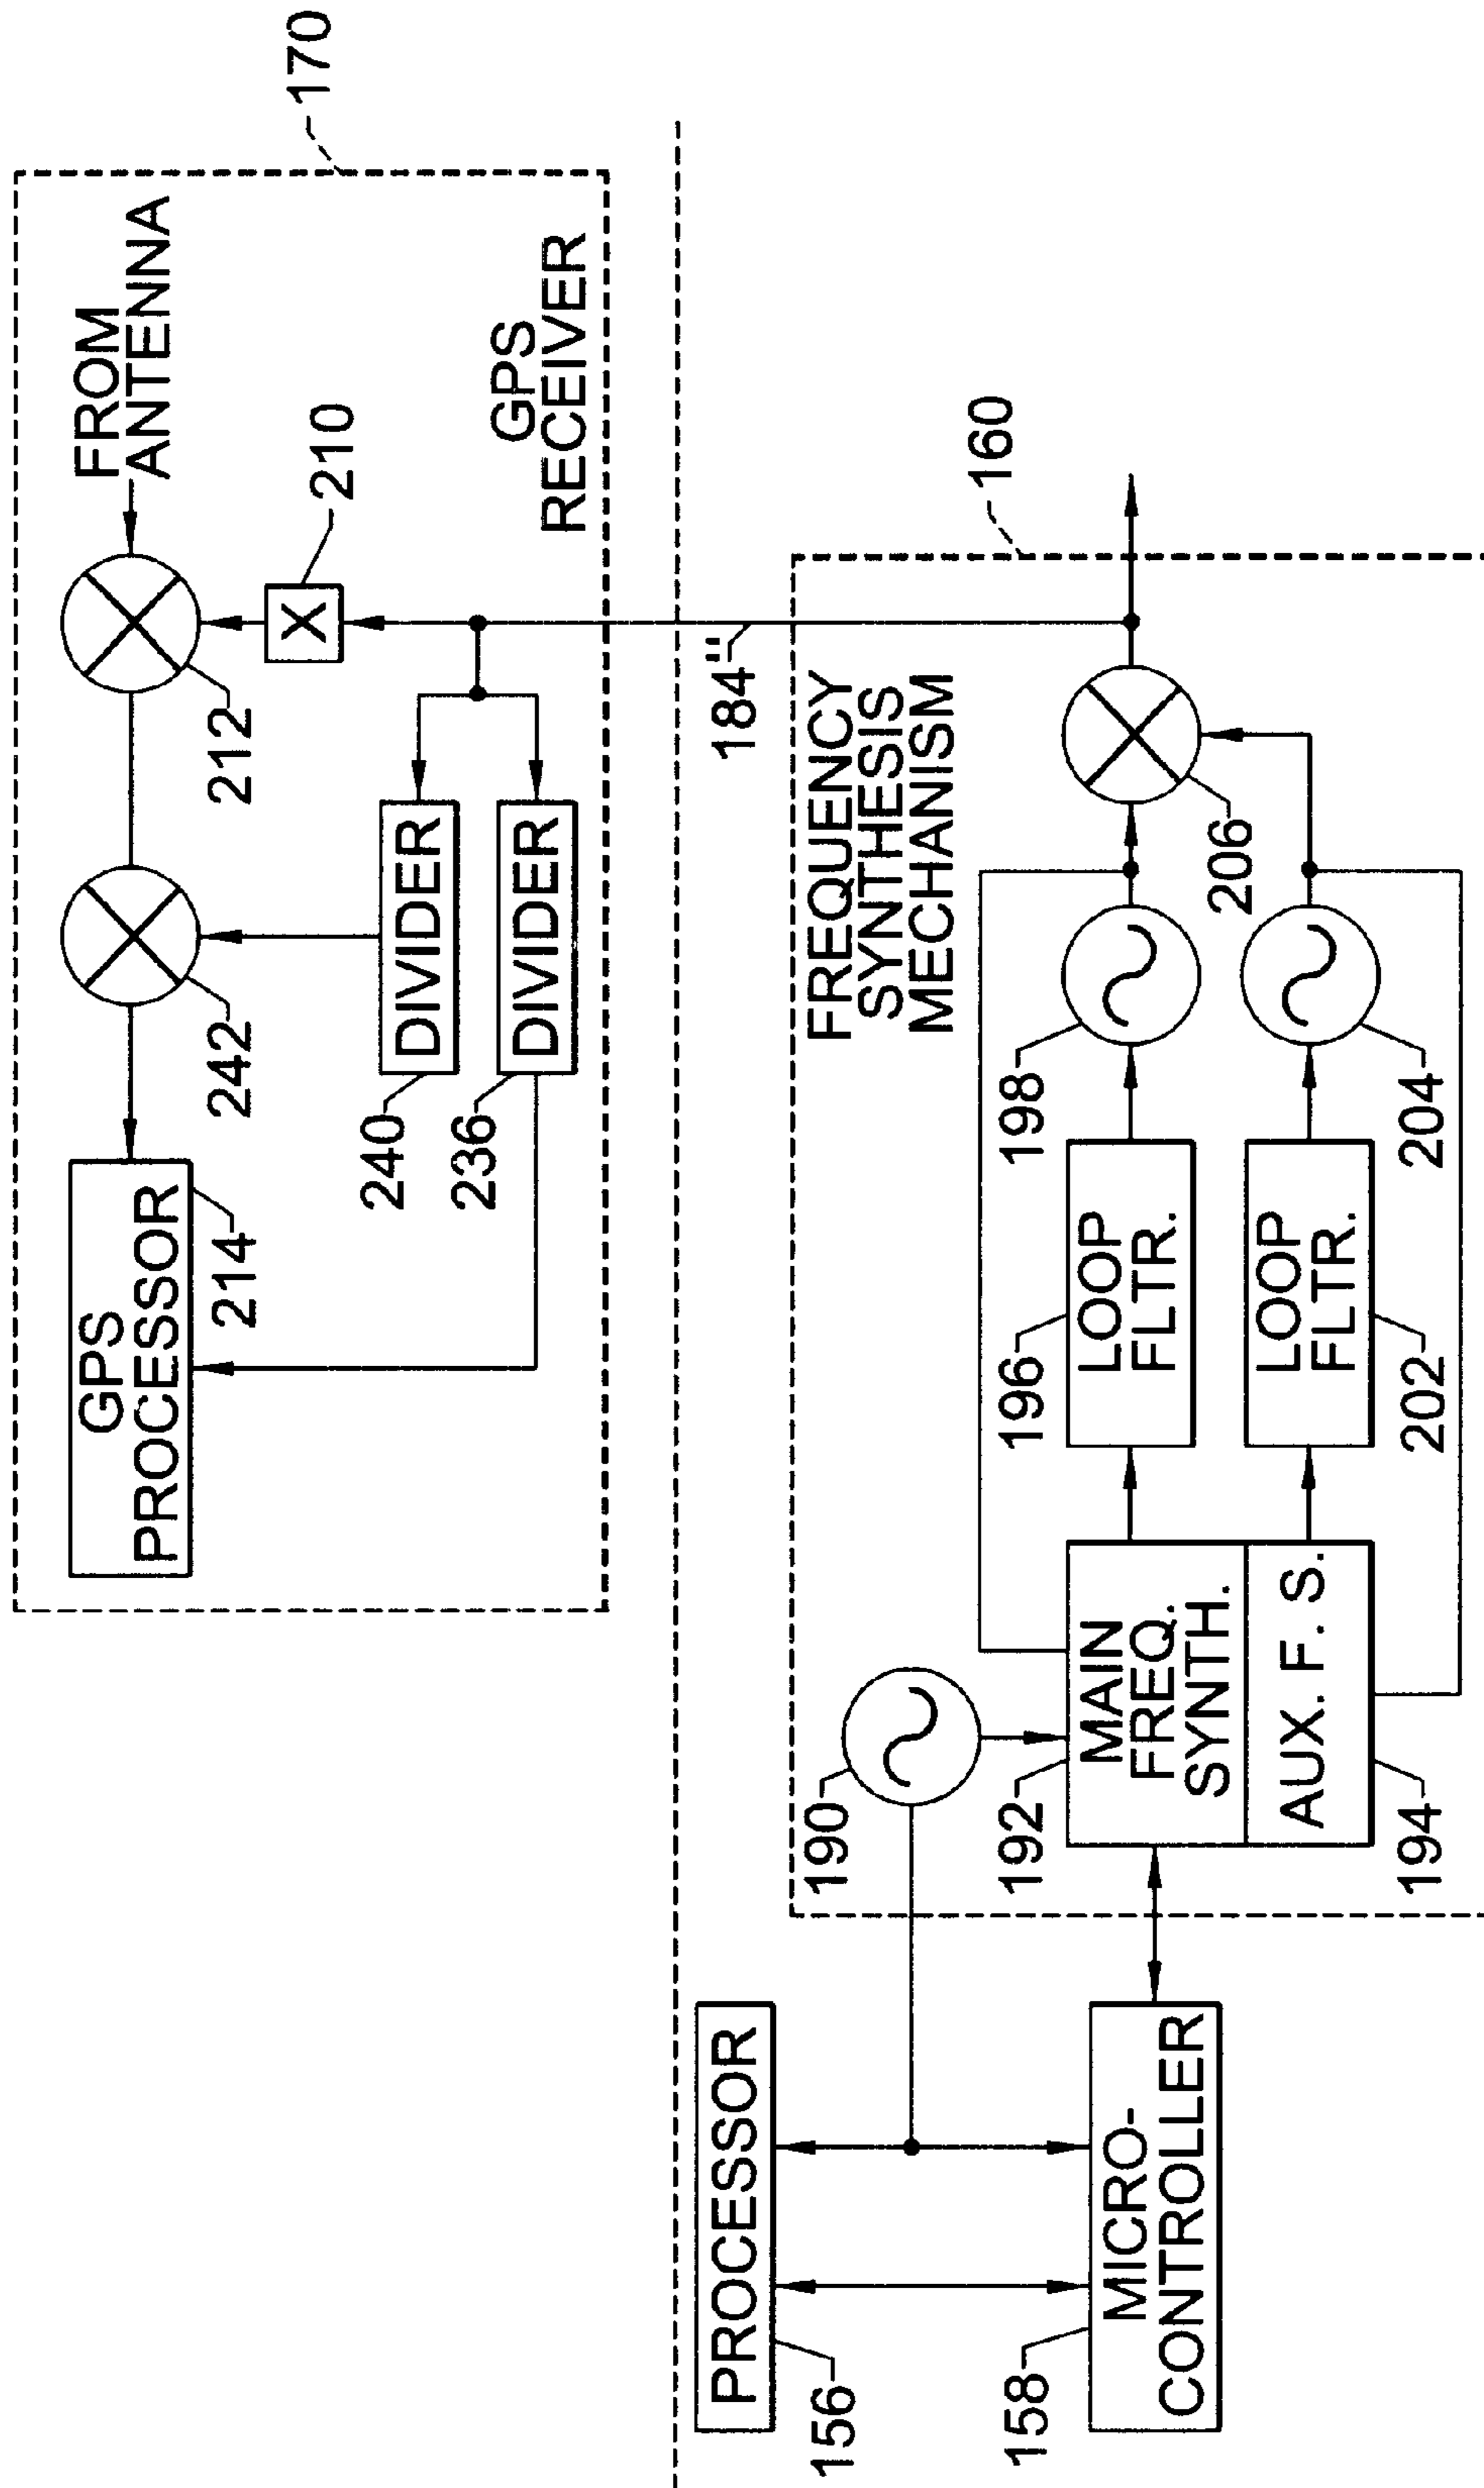 FROM
ANTENNA
170
210
212
242
GPS
PROCESSOR
214
DIVIDER
240
DIVIDER
236
GPS
RECEIVER
184"
X
FREQUENCY
SYNTHESIS
MECHANISM
160
PROCESSOR
156
MICRO-
CONTROLLER
158
190
MAIN
FREQ.
SYNTH.
192
AUX. F. S.
194
LOOP
FLTR.
196
LOOP
FLTR.
202
198
204
206